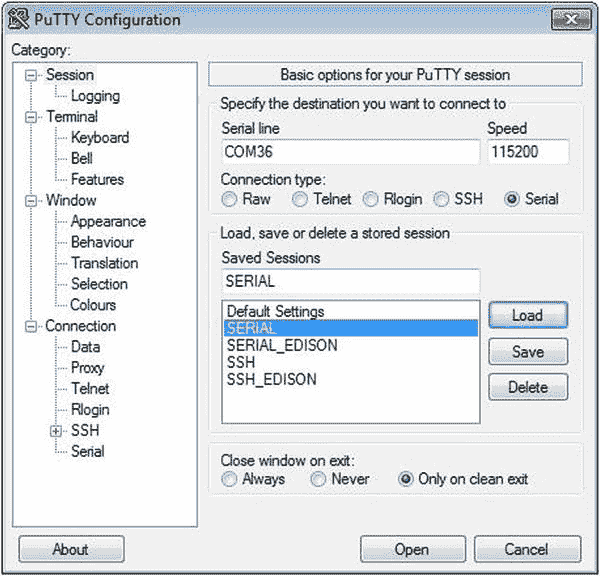 PuTTY Configuration
Category:
Session
Logging
Terminal
Keyboard
Bell
Features
Window
Appearance
Behaviour
Translation
Selection
Colours
Connection
Data
Proxy
Telnet
Rlogin
SSH
Serial
Basic options for your PuTTY session
Specify the destination you want to connect to
Serial line Speed
COM36 115200
Connection type:
Raw Telnet Rlogin SSH Serial
Load, save or delete a stored session
Saved Sessions
SERIAL
Default Settings
SERIAL
SERIAL_EDISON
SSH
SSH_EDISON
Load
Save
Delete
Close window on exit:
Always Never Only on clean exit
About Open Cancel